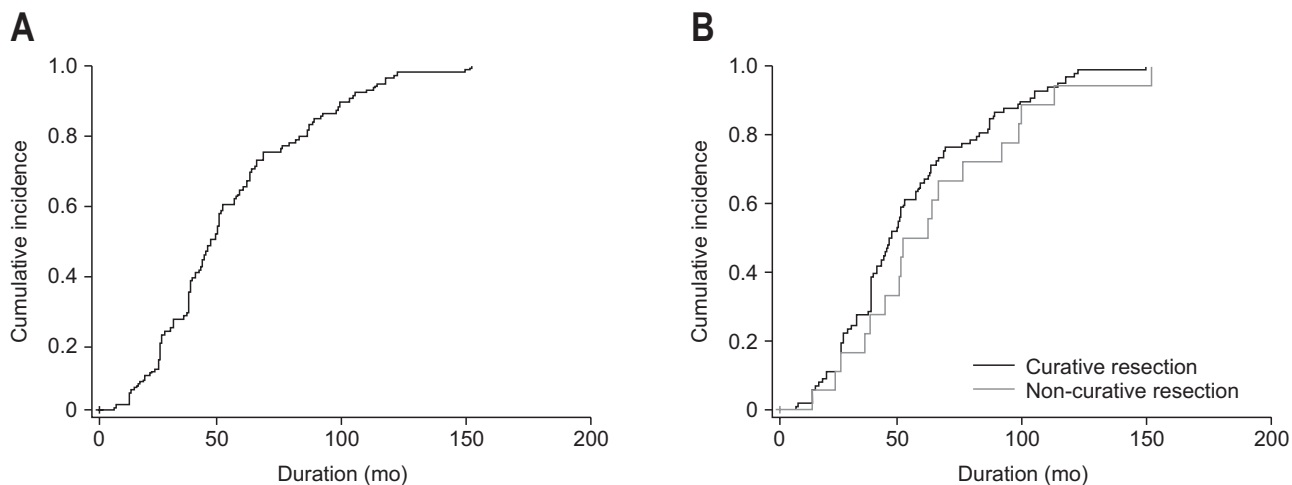 A
1.0
0.8
0.6
0.4
0.2
0
Cumulative incidence
0
50
100
150
200
Duration (mo)
B
1.0
0.8
0.6
0.4
0.2
0
Cumulative incidence
Curative resection
Non-curative resection
0
50
100
150
200
Duration (mo)